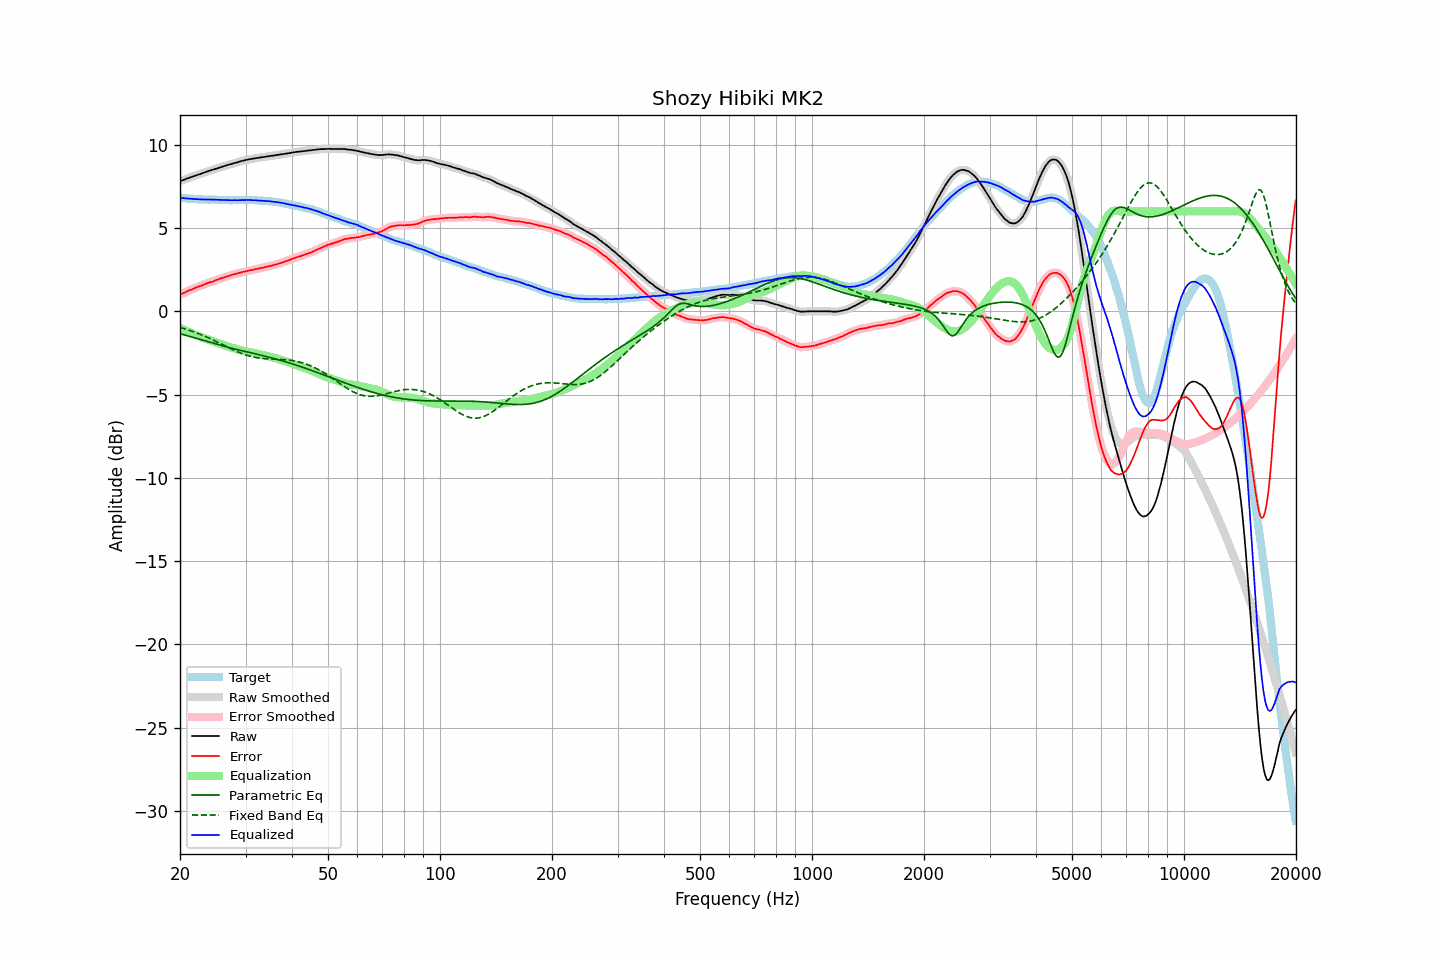 Shozy Hibiki MK2
Amplitude (dBr)
10
5
0
−5
−10
−15
−20
−25
−30
Target
Raw Smoothed
Error Smoothed
Raw
Error
Equalization
Parametric Eq
Fixed Band Eq
Equalized
20 50 100 200 500 1000 2000 5000 10000 20000
Frequency (Hz)